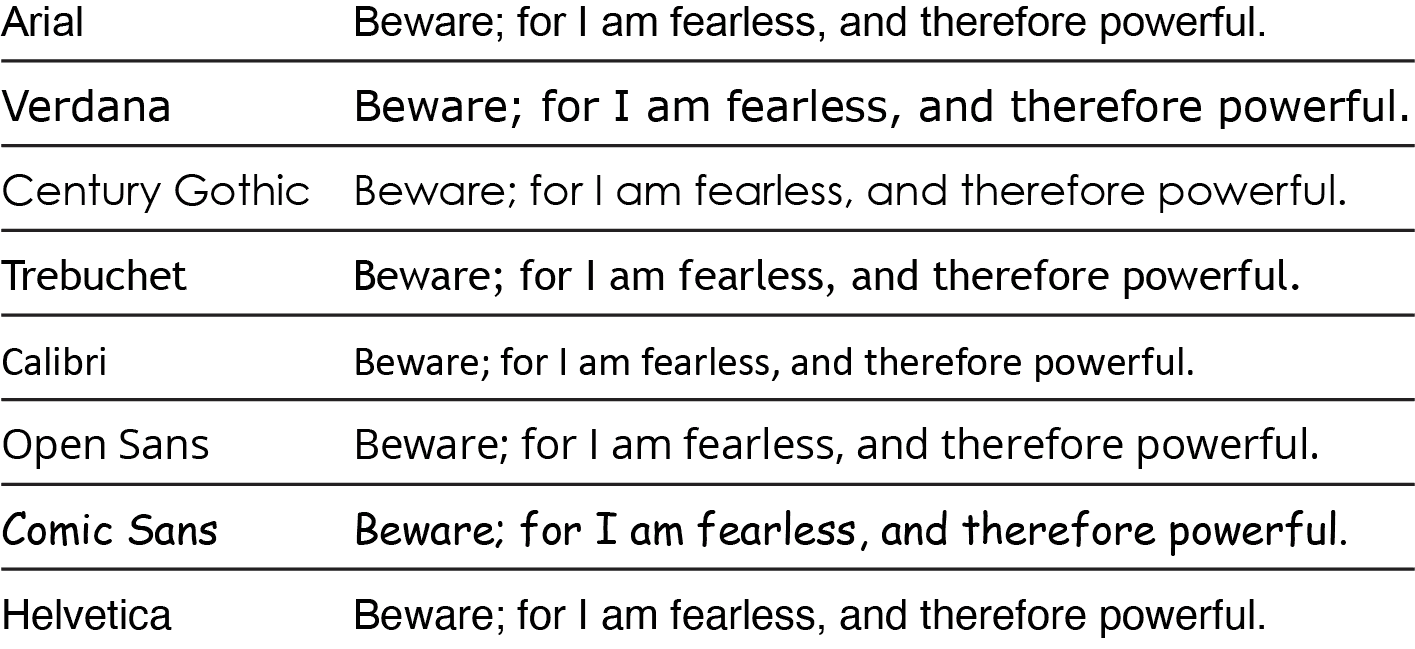 Arial Beware; for I am fearless, and therefore powerful.
Verdana Beware; for I am fearless, and therefore powerful.
Century Gothic Beware; for I am fearless, and therefore powerful.
Trebuchet Beware; for I am fearless, and therefore powerful.
Calibri Beware; for I am fearless, and therefore powerful.
Open Sans Beware; for I am fearless, and therefore powerful.
Comic Sans Beware; for I am fearless, and therefore powerful.
Helvetica Beware; for I am fearless, and therefore powerful.